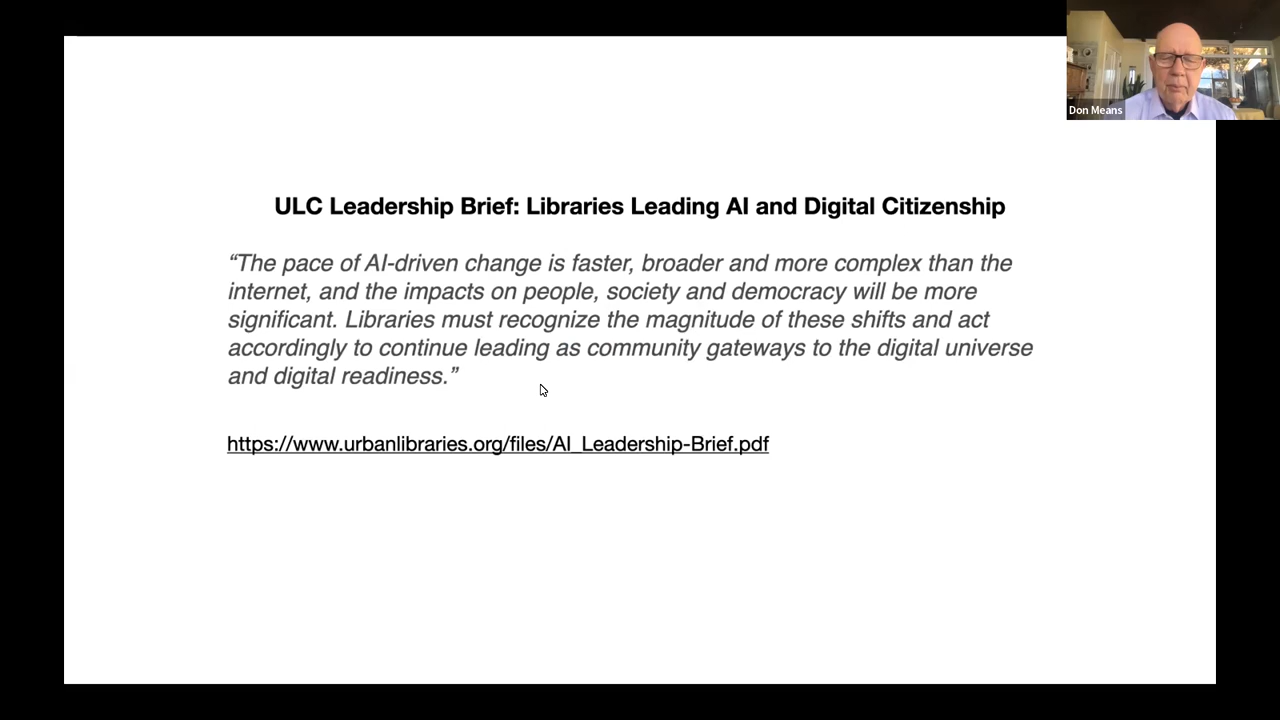 Don Means
ULC Leadership Brief: Libraries Leading AI and Digital Citizenship
“The pace of AI-driven change is faster, broader and more complex than the
internet, and the impacts on people, society and democracy will be more
significant. Libraries must recognize the magnitude of these shifts and act
accordingly to continue leading as community gateways to the digital universe
and digital readiness.”
https://www.urbanlibraries.org/files/AI_Leadership-Brief.pdf